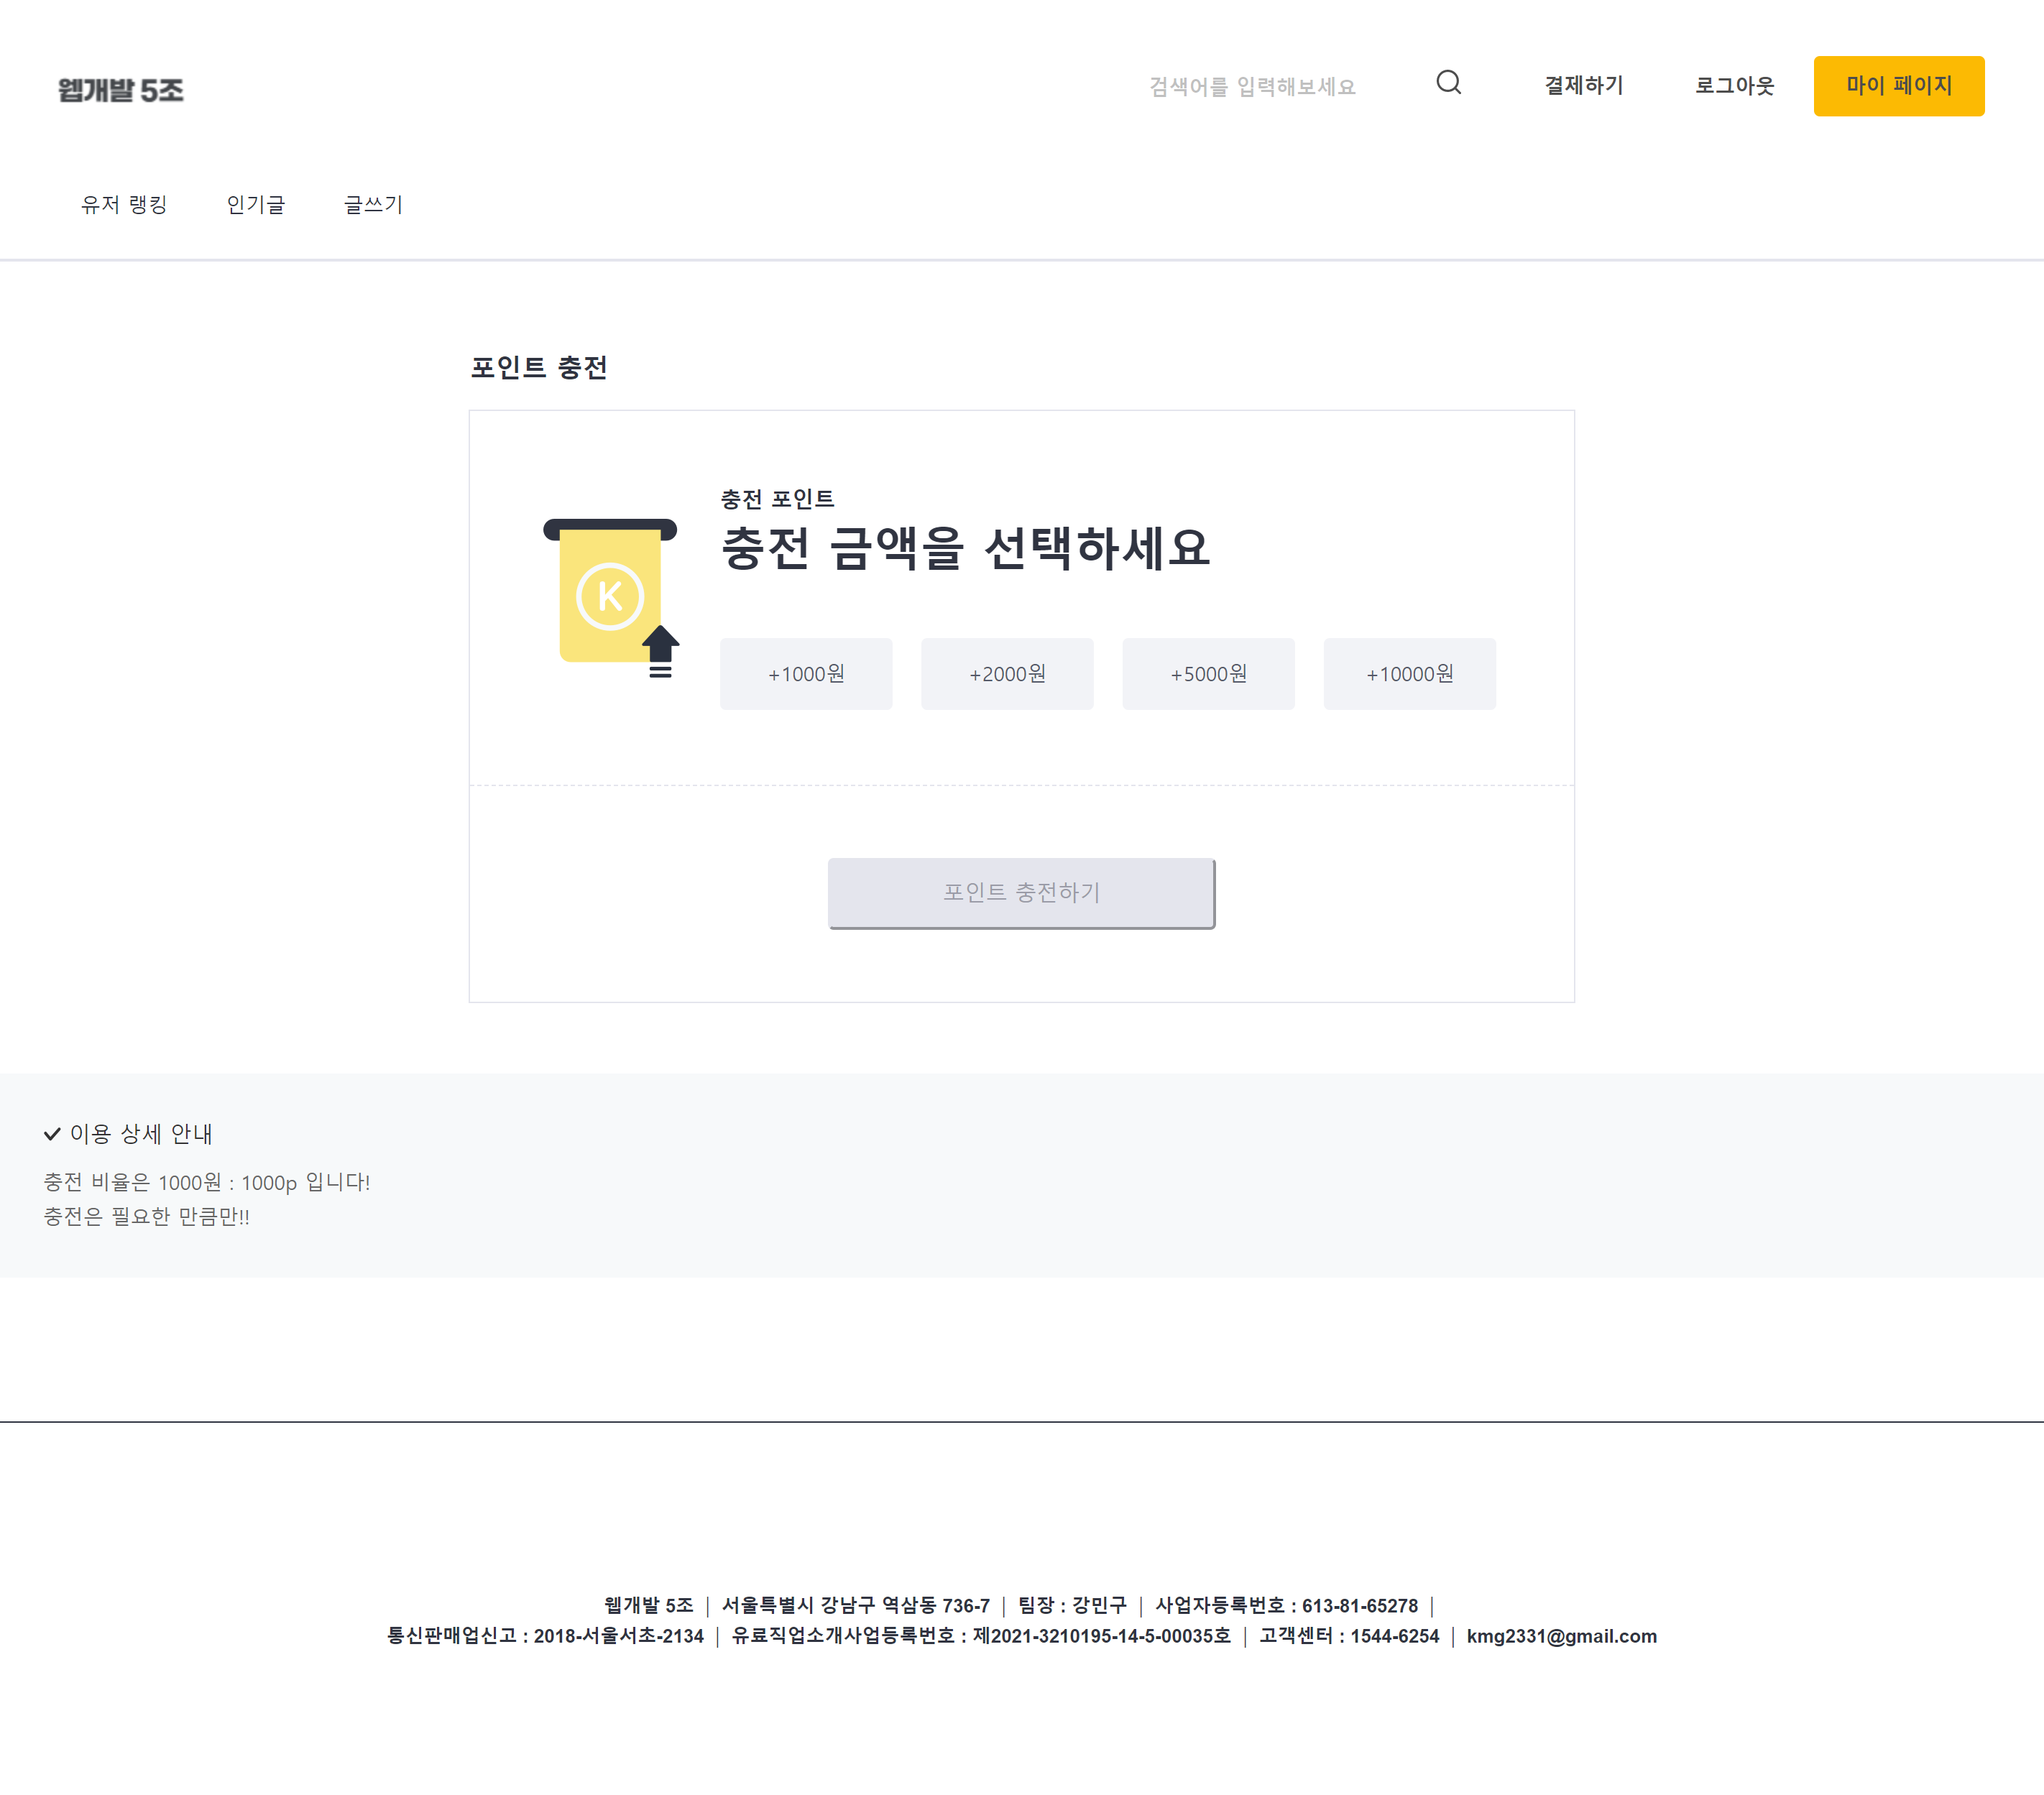 웹개발 5조
검색어를 입력해보세요
결제하기
로그아웃
마이 페이지
유저 랭킹
인기글
글쓰기
포인트 충전
충전 포인트
충전 금액을 선택하세요
K
+1000원
+2000원
+5000원
+10000원
포인트 충전하기
이용 상세 안내
충전 비율은 1000원 : 1000p 입니다!
충전은 필요한 만큼만!!
웹개발 5조 | 서울특별시 강남구 역삼동 736-7 | 팀장 : 강민구 | 사업자등록번호 : 613-81-65278 |
통신판매업신고 : 2018-서울서초-2134 | 유료직업소개사업등록번호 : 제2021-3210195-14-5-00035호 | 고객센터 : 1544-6254 | kmg2331@gmail.com